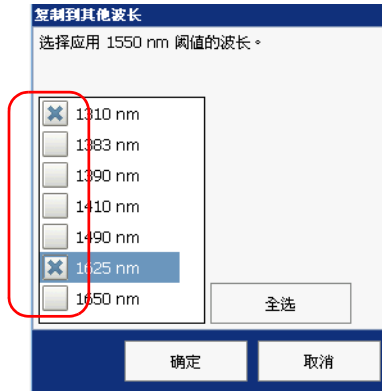 复制到其他波长
选择应用 1550 nm 阈值的波长。
1310 nm
1383 nm
1390 nm
1410 nm
1490 nm
1625 nm
1650 nm
全选
确定
取消